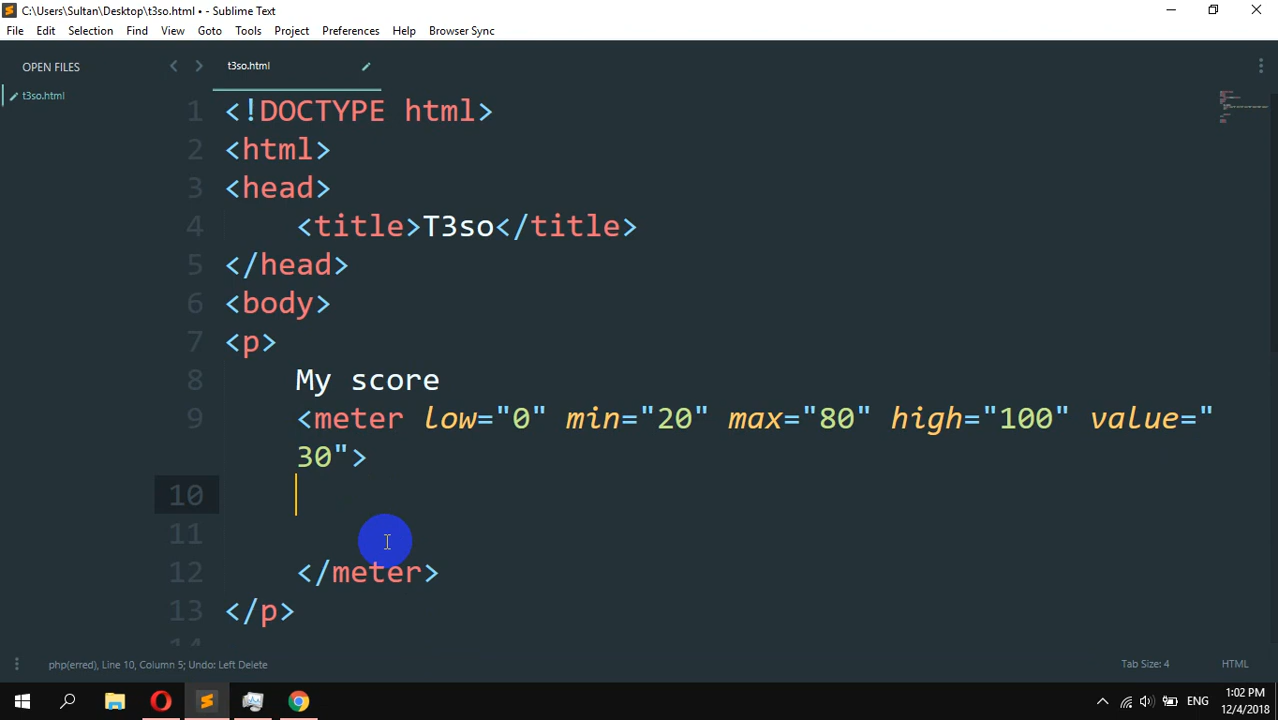 C:\Users\Sultan\Desktop\t3so.html • - Sublime Text
File Edit Selection Find View Goto Tools Project Preferences Help Browser Sync
OPEN FILES
t3so.html
t3so.html
1 <!DOCTYPE html>
2 <html>
3 <head>
4 <title>T3so</title>
5 </head>
6 <body>
7 <p>
8 My score
9 <meter low="0" min="20" max="80" high="100" value="
30">
10
11
12 </meter>
13 </p>
14
php(erred), Line 10, Column 5; Undo: Left Delete
Tab Size: 4
HTML
ENG
1:02 PM
12/4/2018